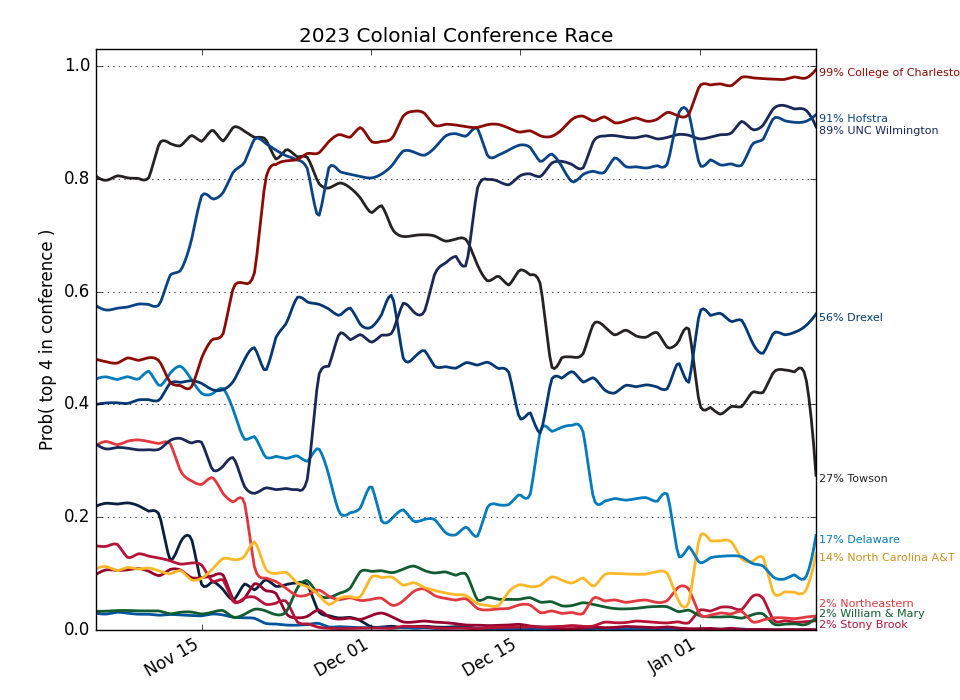 2023 Colonial Conference Race
1.0
0.8
0.6
0.4
0.2
0.0
Prob( top 4 in conference )
Nov 15
Dec 01
Dec 15
Jan 01
99% College of Charlesto
91% Hofstra
89% UNC Wilmington
56% Drexel
27% Towson
17% Delaware
14% North Carolina A&T
2% Northeastern
2% William & Mary
2% Stony Brook